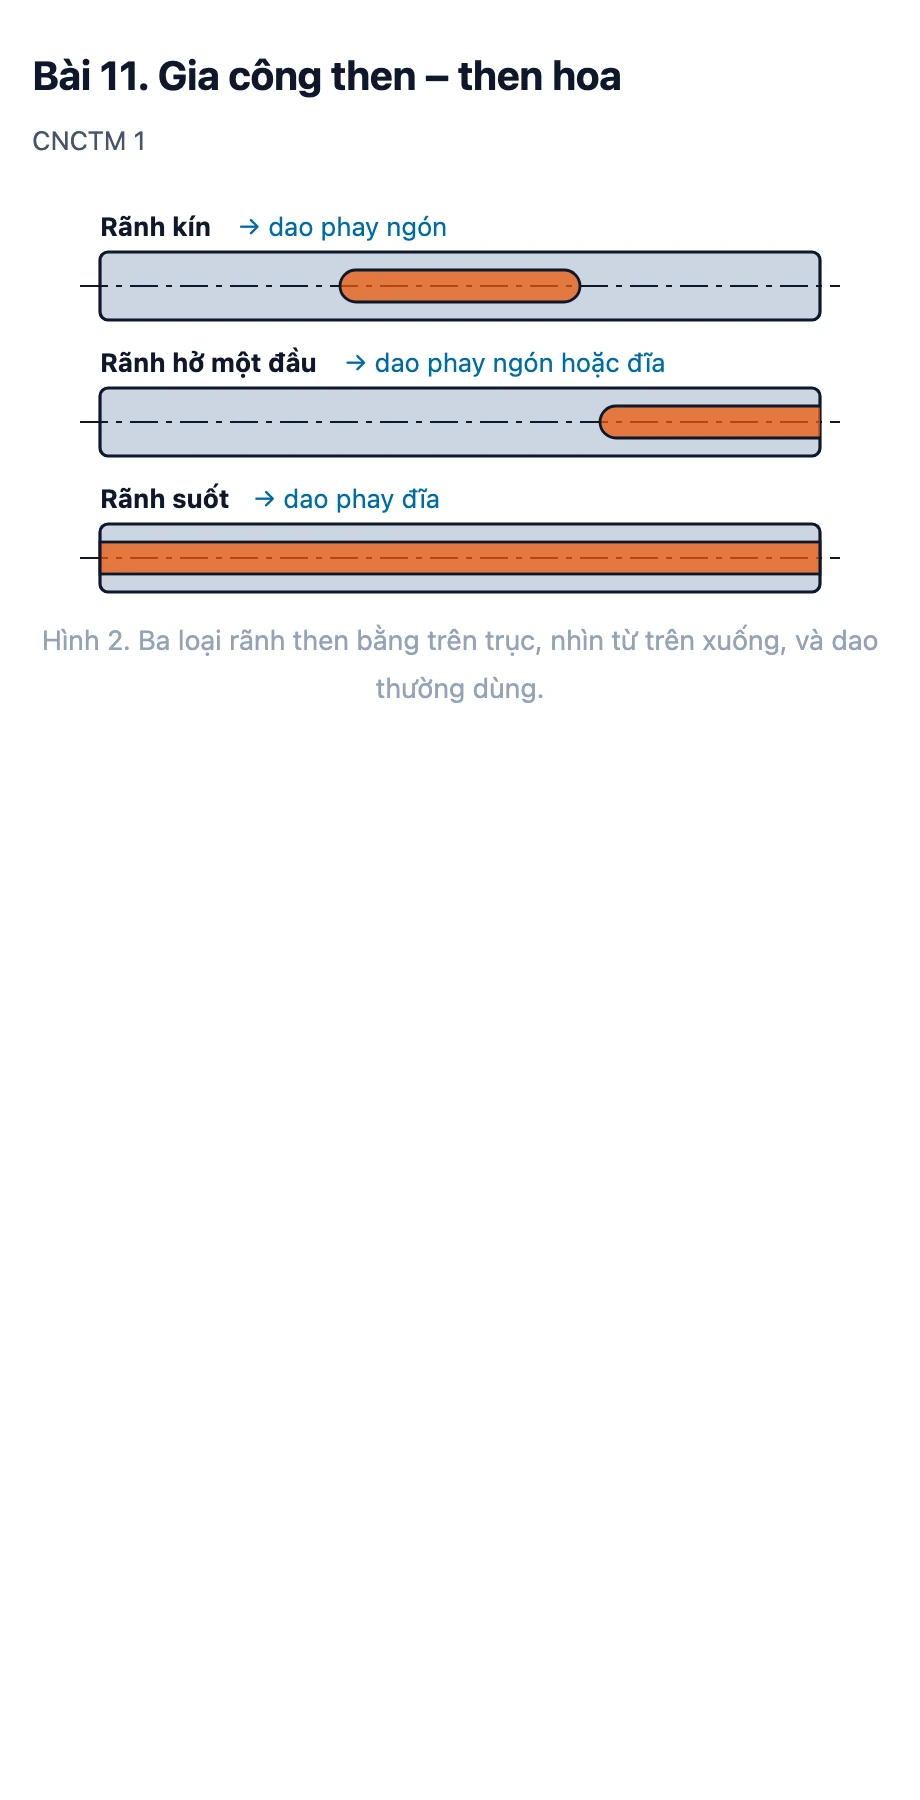 Bài 11. Gia công then – then hoa
CNCTM 1
Rãnh kín → dao phay ngón
Rãnh hở một đầu → dao phay ngón hoặc đĩa
Rãnh suốt → dao phay đĩa
Hình 2. Ba loại rãnh then bằng trên trục, nhìn từ trên xuống, và dao
thường dùng.